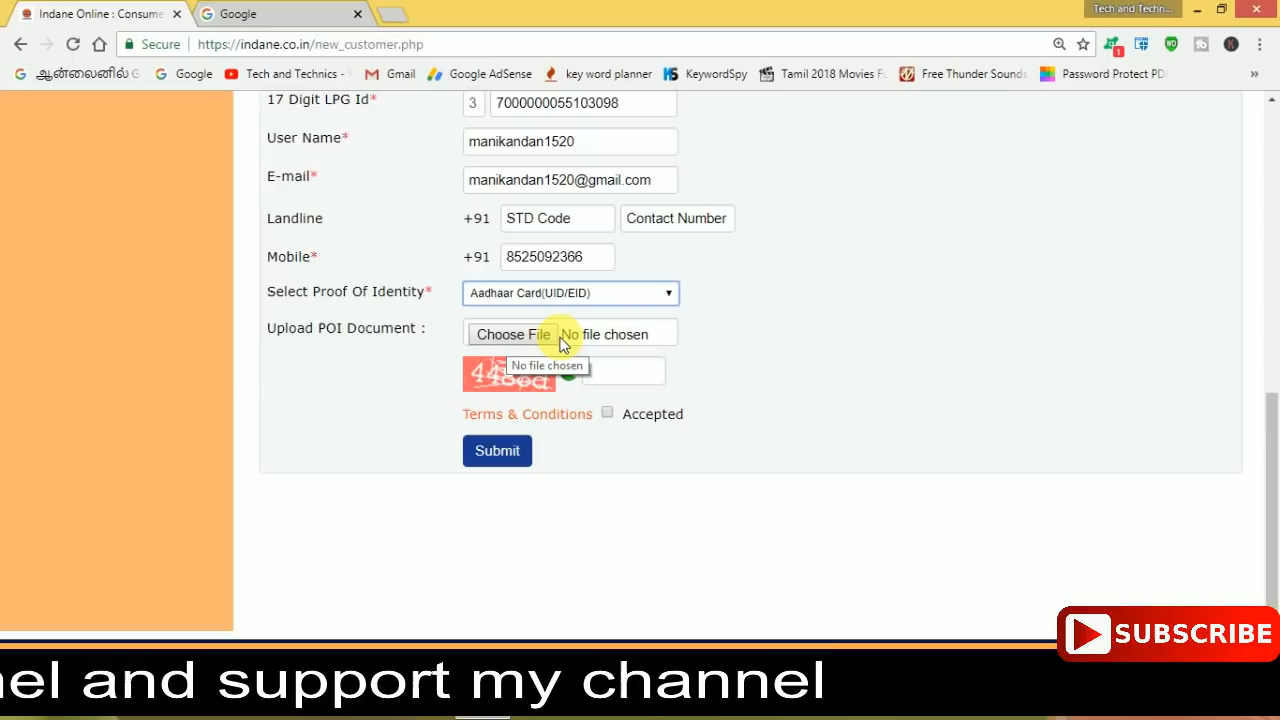 Indane Online : Consume
Google
Tech and Techn...
Secure
https://indane.co.in/new_customer.php
1
WD
K
ஆன்லைனில் G
Google
Tech and Technics -
Gmail
Google AdSense
key word planner
KeywordSpy
Tamil 2018 Movies Fu
Free Thunder Sounds
Password Protect PDF
»
17 Digit LPG Id*
3
7000000055103098
User Name*
manikandan1520
E-mail*
manikandan1520@gmail.com
Landline
+91
STD Code
Contact Number
Mobile*
+91
8525092366
Select Proof Of Identity*
Aadhaar Card(UID/EID)
Upload POI Document :
Choose File
No file chosen
No file chosen
Terms & Conditions
Accepted
Submit
SUBSCRIBE
nel and support my channel